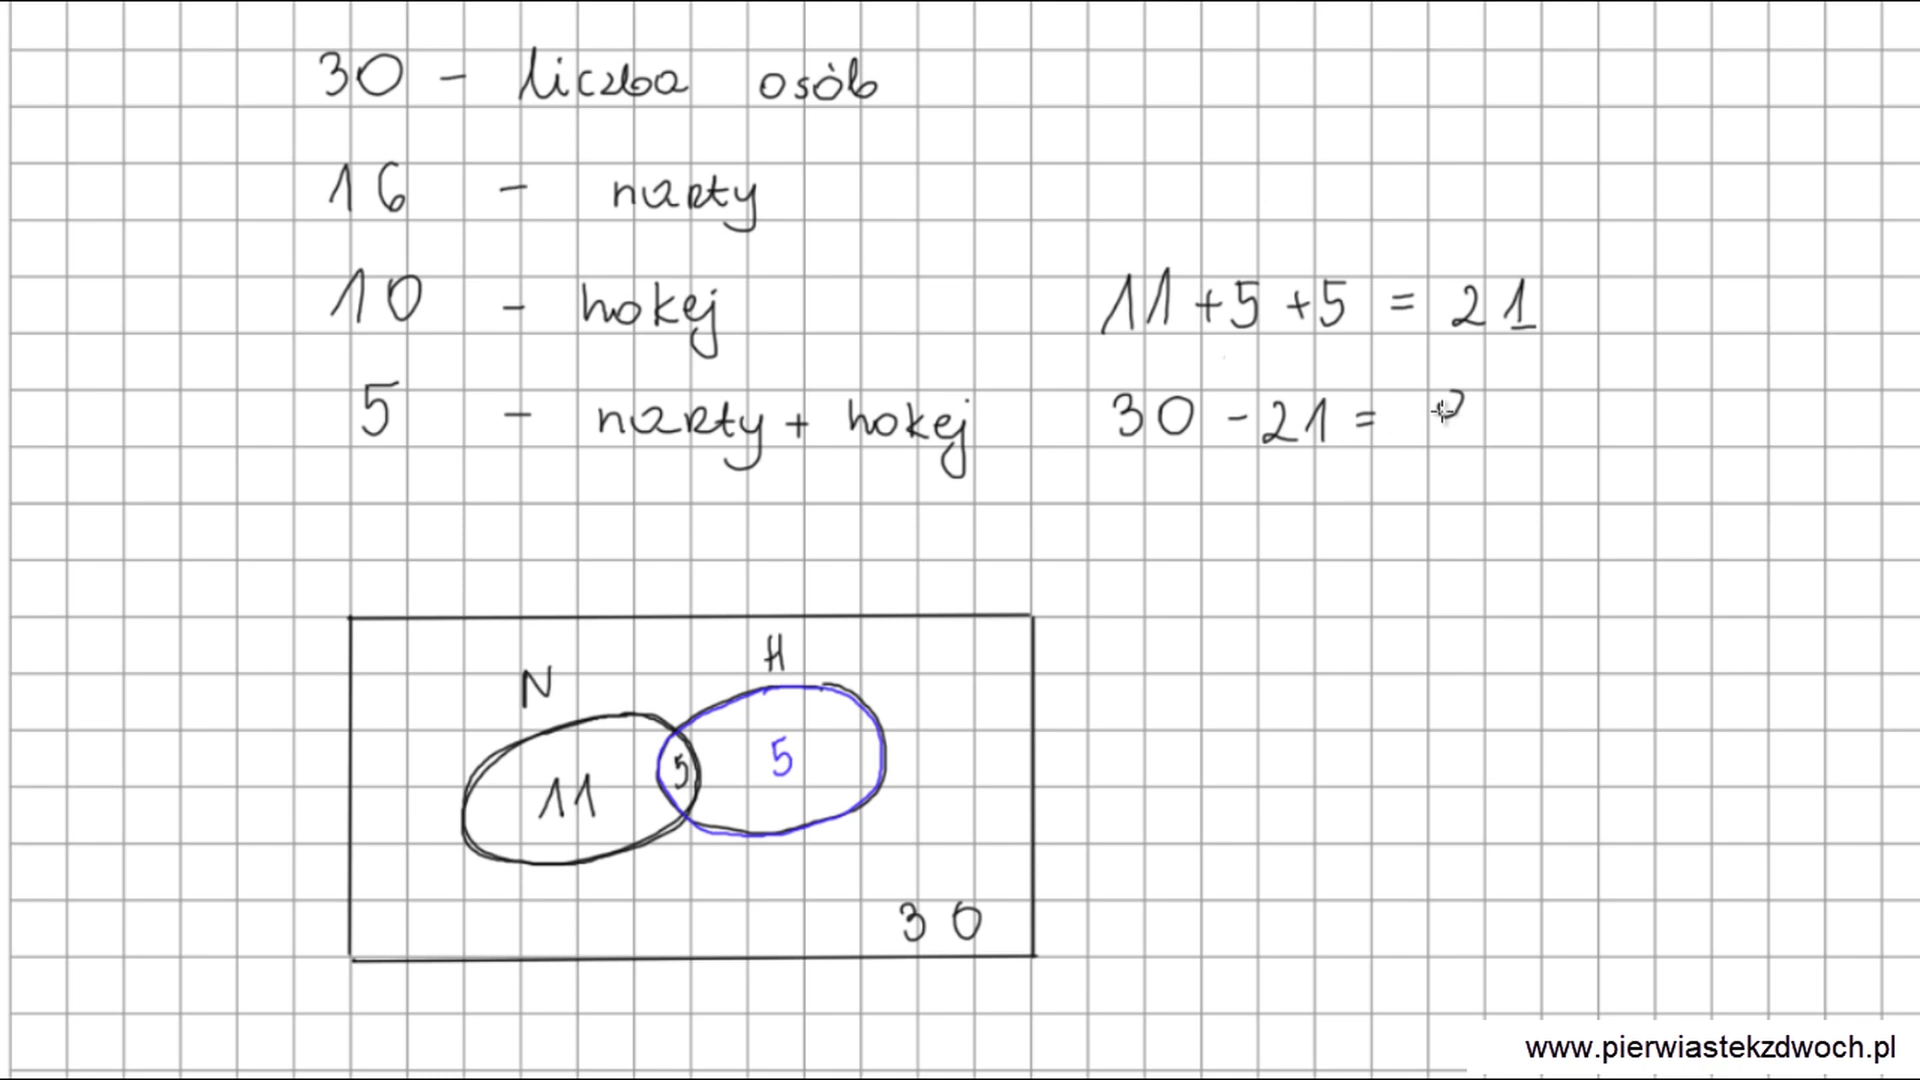 30 - liczba osób
16 - narty
10 - hokej
11 + 5 + 5 = 21
5 - narty + hokej
30 - 21 =
N
H
11
5
5
30
www.pierwiastekzdwoch.pl